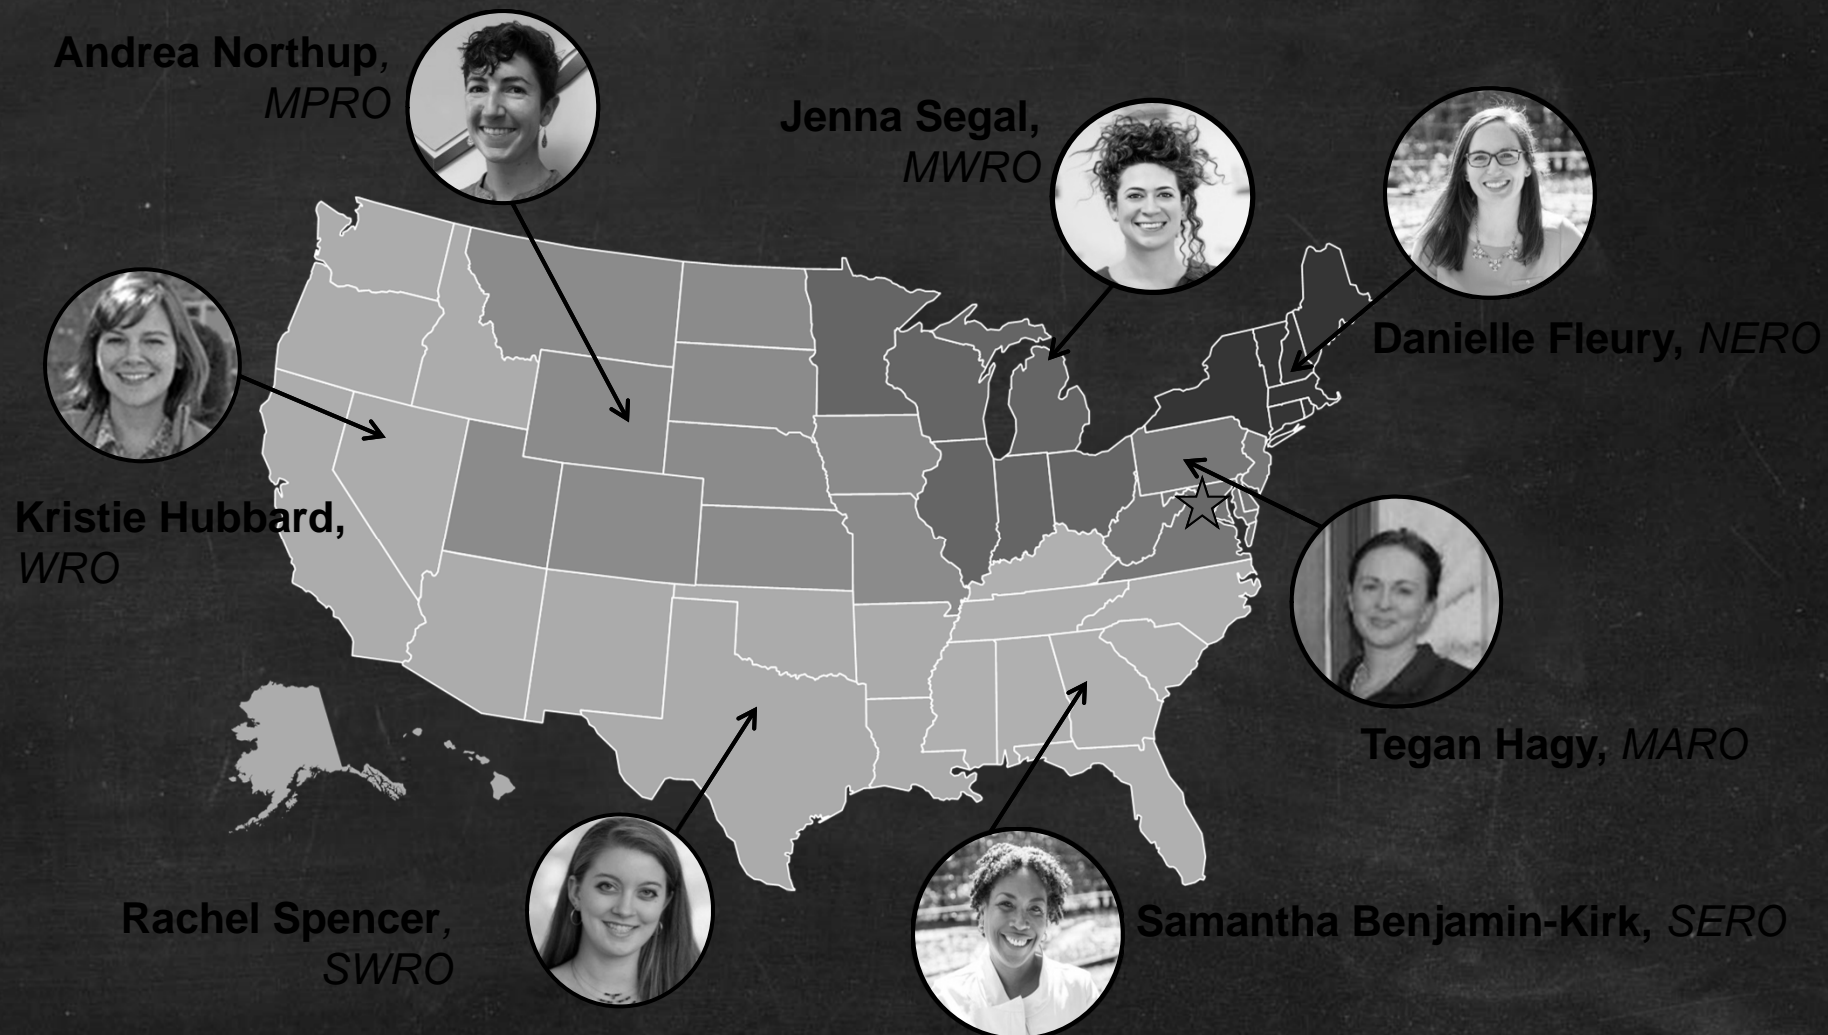 Andrea Northup,
MPRO
Jenna Segal,
MWRO
Danielle Fleury, NERO
Kristie Hubbard,
WRO
Tegan Hagy, MARO
Rachel Spencer,
SWRO
Samantha Benjamin-Kirk, SERO